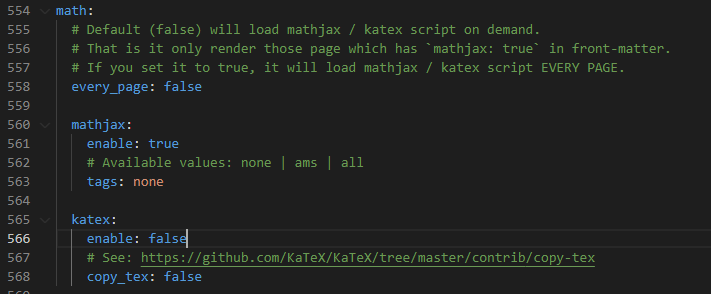 554 math:
555 # Default (false) will load mathjax / katex script on demand.
556 # That is it only render those page which has `mathjax: true` in front-matter.
557 # If you set it to true, it will load mathjax / katex script EVERY PAGE.
558 every_page: false
559
560 mathjax:
561 enable: true
562 # Available values: none | ams | all
563 tags: none
564
565 katex:
566 enable: false
567 # See: https://github.com/KaTeX/KaTeX/tree/master/contrib/copy-tex
568 copy_tex: false